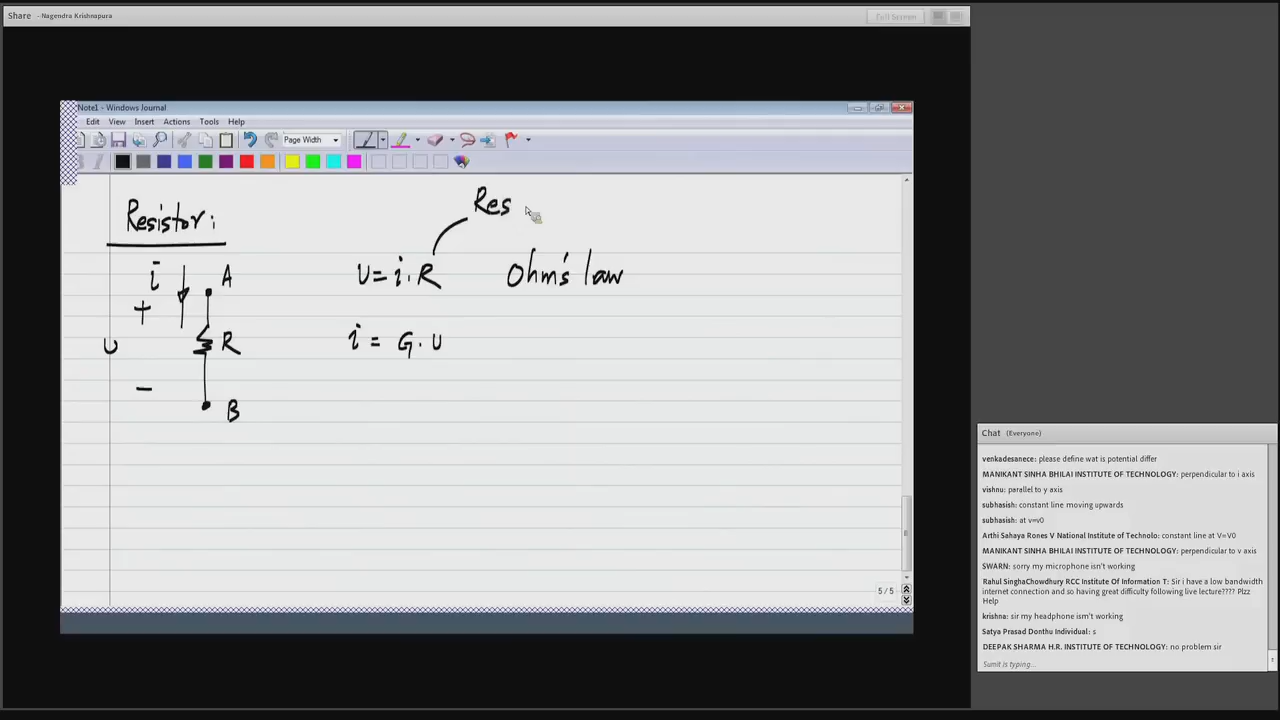 Share - Nagendra Krishnapura
Full Screen
Note1 - Windows Journal
Edit View Insert Actions Tools Help
Page Width
Resistor:
Res
i A
+
v R
-
B
v = i . R Ohm's law
i = G . v
5 / 5
Chat (Everyone)
venkadesanece: please define wat is potential differ
MANIKANT SINHA BHILAI INSTITUTE OF TECHNOLOGY: perpendicular to i axis
vishnu: parallel to y axis
subhasish: constant line moving upwards
subhasish: at v=v0
Arthi Sahaya Rones V National Institute of Technolo: constant line at V=V0
MANIKANT SINHA BHILAI INSTITUTE OF TECHNOLOGY: perpendicular to v axis
SWARN: sorry my microphone isn't working
Rahul SinghaChowdhury RCC Institute Of Information T: Sir i have a low bandwidth
internet connection and so having great difficulty following live lecture???? Plzz
Help
krishna: sir my headphone ism't working
Satya Prasad Donthu Individual: s
DEEPAK SHARMA H.R. INSTITUTE OF TECHNOLOGY: no problem sir
Sumit is typing...